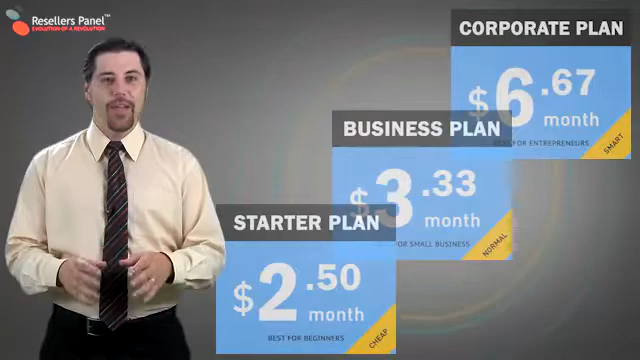 Resellers Panel™
EVOLUTION OF A REVOLUTION
CORPORATE PLAN
$6.67
month
FOR ENTREPRENEURS
SMART
BUSINESS PLAN
$3.33
month
FOR SMALL BUSINESS
NORMAL
STARTER PLAN
$2.50
month
BEST FOR BEGINNERS
CHEAP